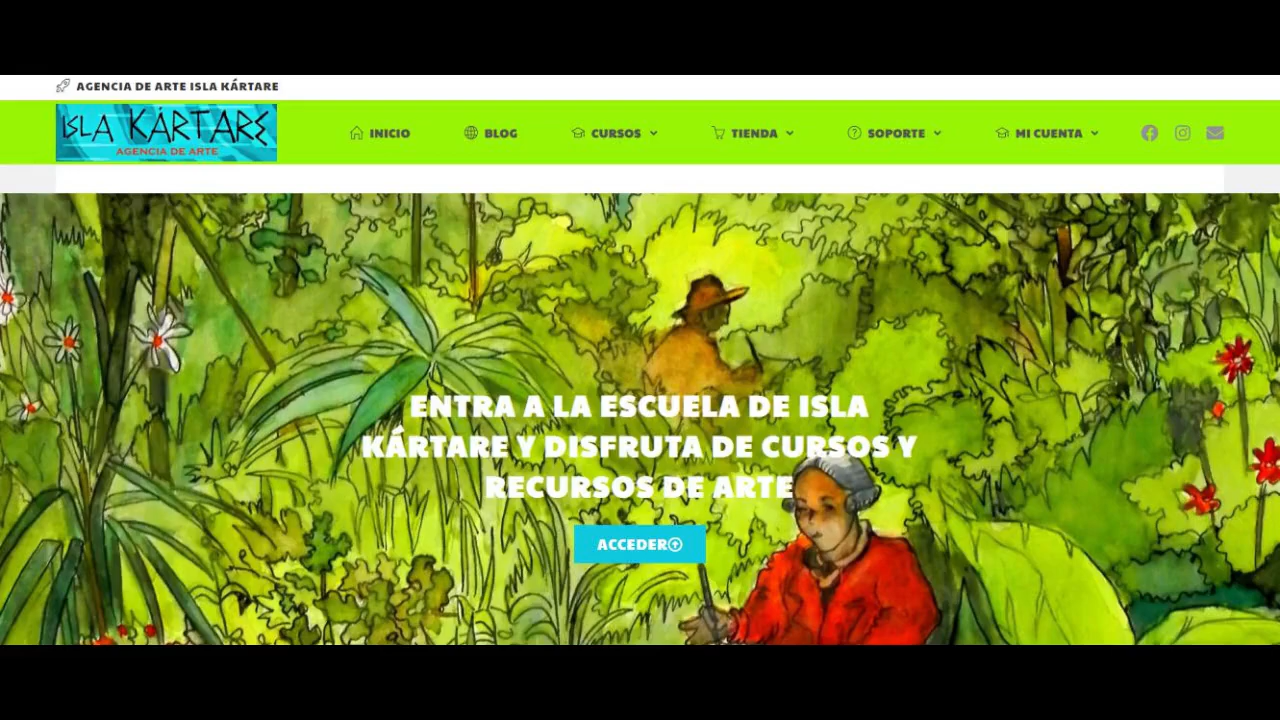 AGENCIA DE ARTE ISLA KÁRTARE
ISLA KÁRTARE
AGENCIA DE ARTE
INICIO
BLOG
CURSOS
TIENDA
SOPORTE
MI CUENTA
ENTRA A LA ESCUELA DE ISLA
KÁRTARE Y DISFRUTA DE CURSOS Y
RECURSOS DE ARTE
ACCEDER